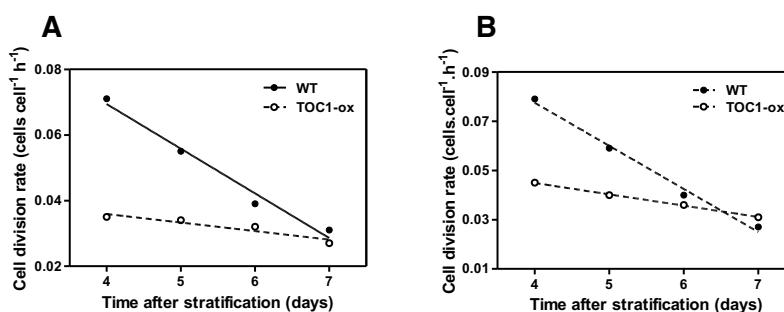 A
Cell division rate (cells cell⁻¹ h⁻¹)
0.08
0.06
0.04
0.02
WT
TOC1-ox
4 5 6 7
Time after stratification (days)
B
Cell division rate (cells.cell⁻¹.h⁻¹)
0.09
0.07
0.05
0.03
0.01
WT
TOC1-ox
4 5 6 7
Time after stratification (days)